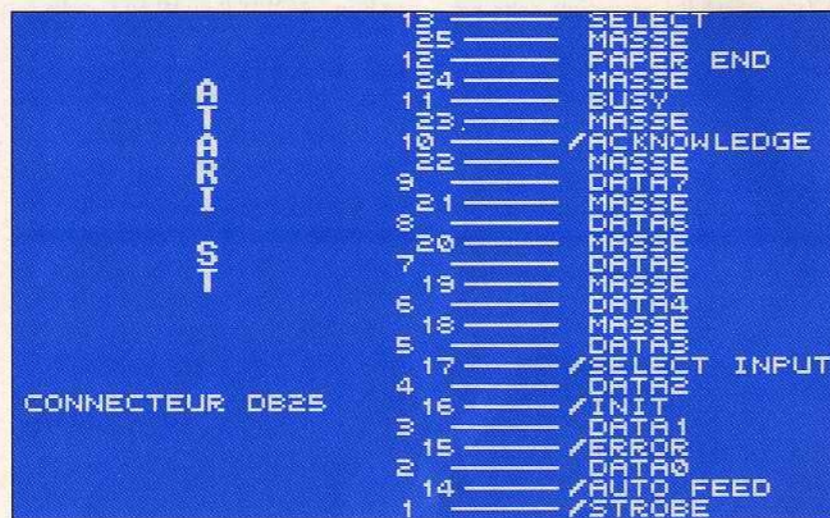 13 SELECT
25 MASSE
12 PAPER END
24 MASSE
11 BUSY
23 MASSE
10 /ACKNOWLEDGE
22 MASSE
9 DATA7
21 MASSE
8 DATA6
20 MASSE
7 DATA5
19 MASSE
6 DATA4
18 MASSE
5 DATA3
17 /SELECT INPUT
4 DATA2
16 /INIT
3 DATA1
15 /ERROR
2 DATA0
14 /AUTO FEED
1 /STROBE
ATARI ST
CONNECTEUR DB25